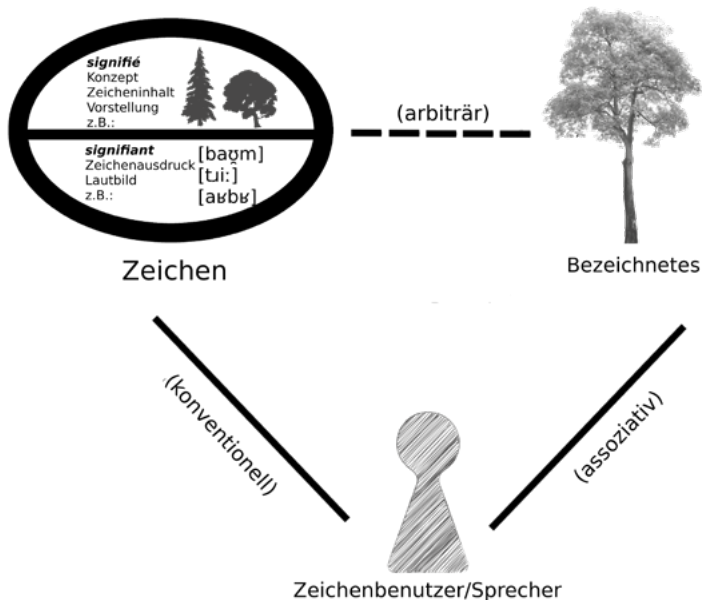 signifié
Konzept
Zeicheninhalt
Vorstellung
z.B.:
signifiant
Zeichenausdruck
Lautbild
z.B.:
[baʊ̯m]
[tɹiː]
[aʁbʁ]
Zeichen
(arbiträr)
Bezeichnetes
(konventionell)
(assoziativ)
Zeichenbenutzer/Sprecher